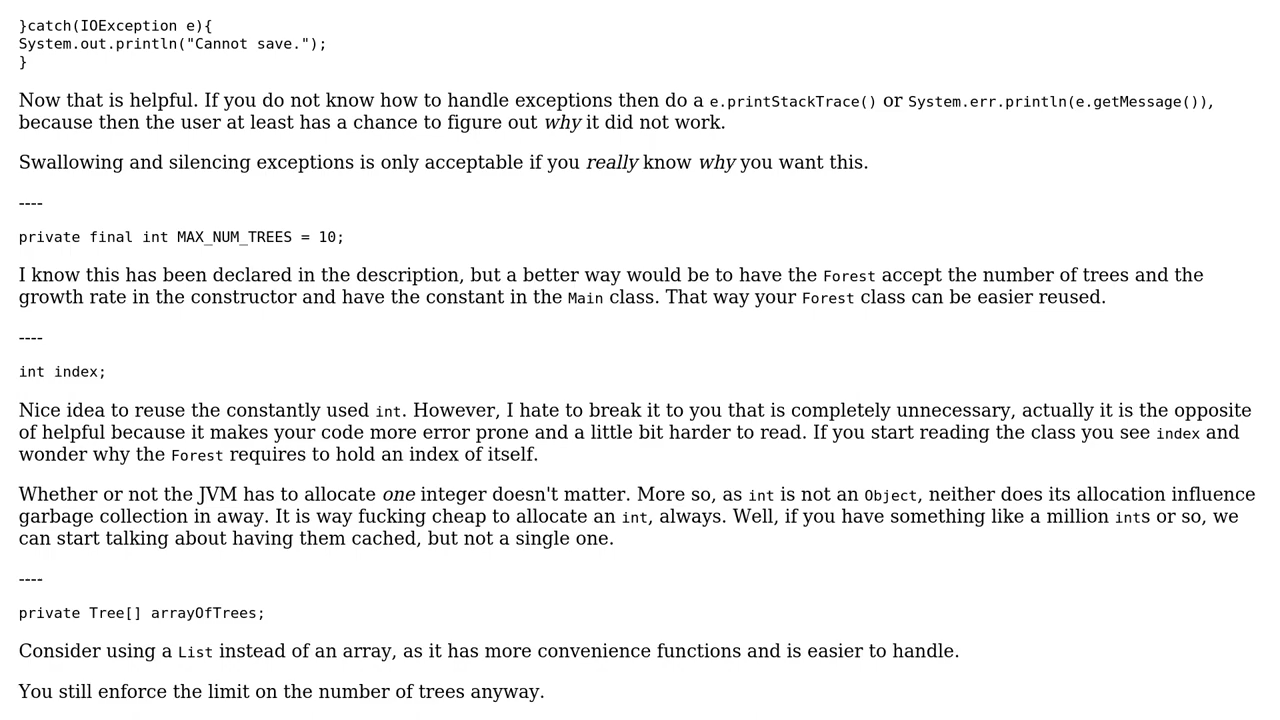 }catch(IOException e){
System.out.println("Cannot save.");
}
Now that is helpful. If you do not know how to handle exceptions then do a e.printStackTrace() or System.err.println(e.getMessage()),
because then the user at least has a chance to figure out why it did not work.
Swallowing and silencing exceptions is only acceptable if you really know why you want this.
----
private final int MAX_NUM_TREES = 10;
I know this has been declared in the description, but a better way would be to have the Forest accept the number of trees and the
growth rate in the constructor and have the constant in the Main class. That way your Forest class can be easier reused.
----
int index;
Nice idea to reuse the constantly used int. However, I hate to break it to you that is completely unnecessary, actually it is the opposite
of helpful because it makes your code more error prone and a little bit harder to read. If you start reading the class you see index and
wonder why the Forest requires to hold an index of itself.
Whether or not the JVM has to allocate one integer doesn't matter. More so, as int is not an Object, neither does its allocation influence
garbage collection in away. It is way fucking cheap to allocate an int, always. Well, if you have something like a million ints or so, we
can start talking about having them cached, but not a single one.
----
private Tree[] arrayOfTrees;
Consider using a List instead of an array, as it has more convenience functions and is easier to handle.
You still enforce the limit on the number of trees anyway.